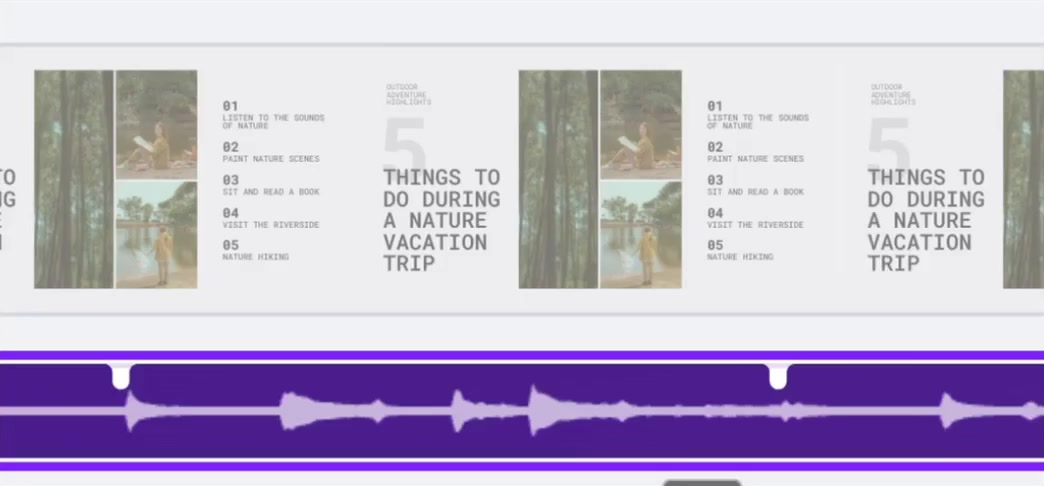 TO
01
LISTEN TO THE SOUNDS
OF NATURE
02
PAINT NATURE SCENES
03
SIT AND READ A BOOK
04
VISIT THE RIVERSIDE
05
NATURE HIKING
OUTDOOR
ADVENTURE
HIGHLIGHTS
5
THINGS TO
DO DURING
A NATURE
VACATION
TRIP
01
LISTEN TO THE SOUNDS
OF NATURE
02
PAINT NATURE SCENES
03
SIT AND READ A BOOK
04
VISIT THE RIVERSIDE
05
NATURE HIKING
OUTDOOR
ADVENTURE
HIGHLIGHTS
5
THINGS TO
DO DURING
A NATURE
VACATION
TRIP